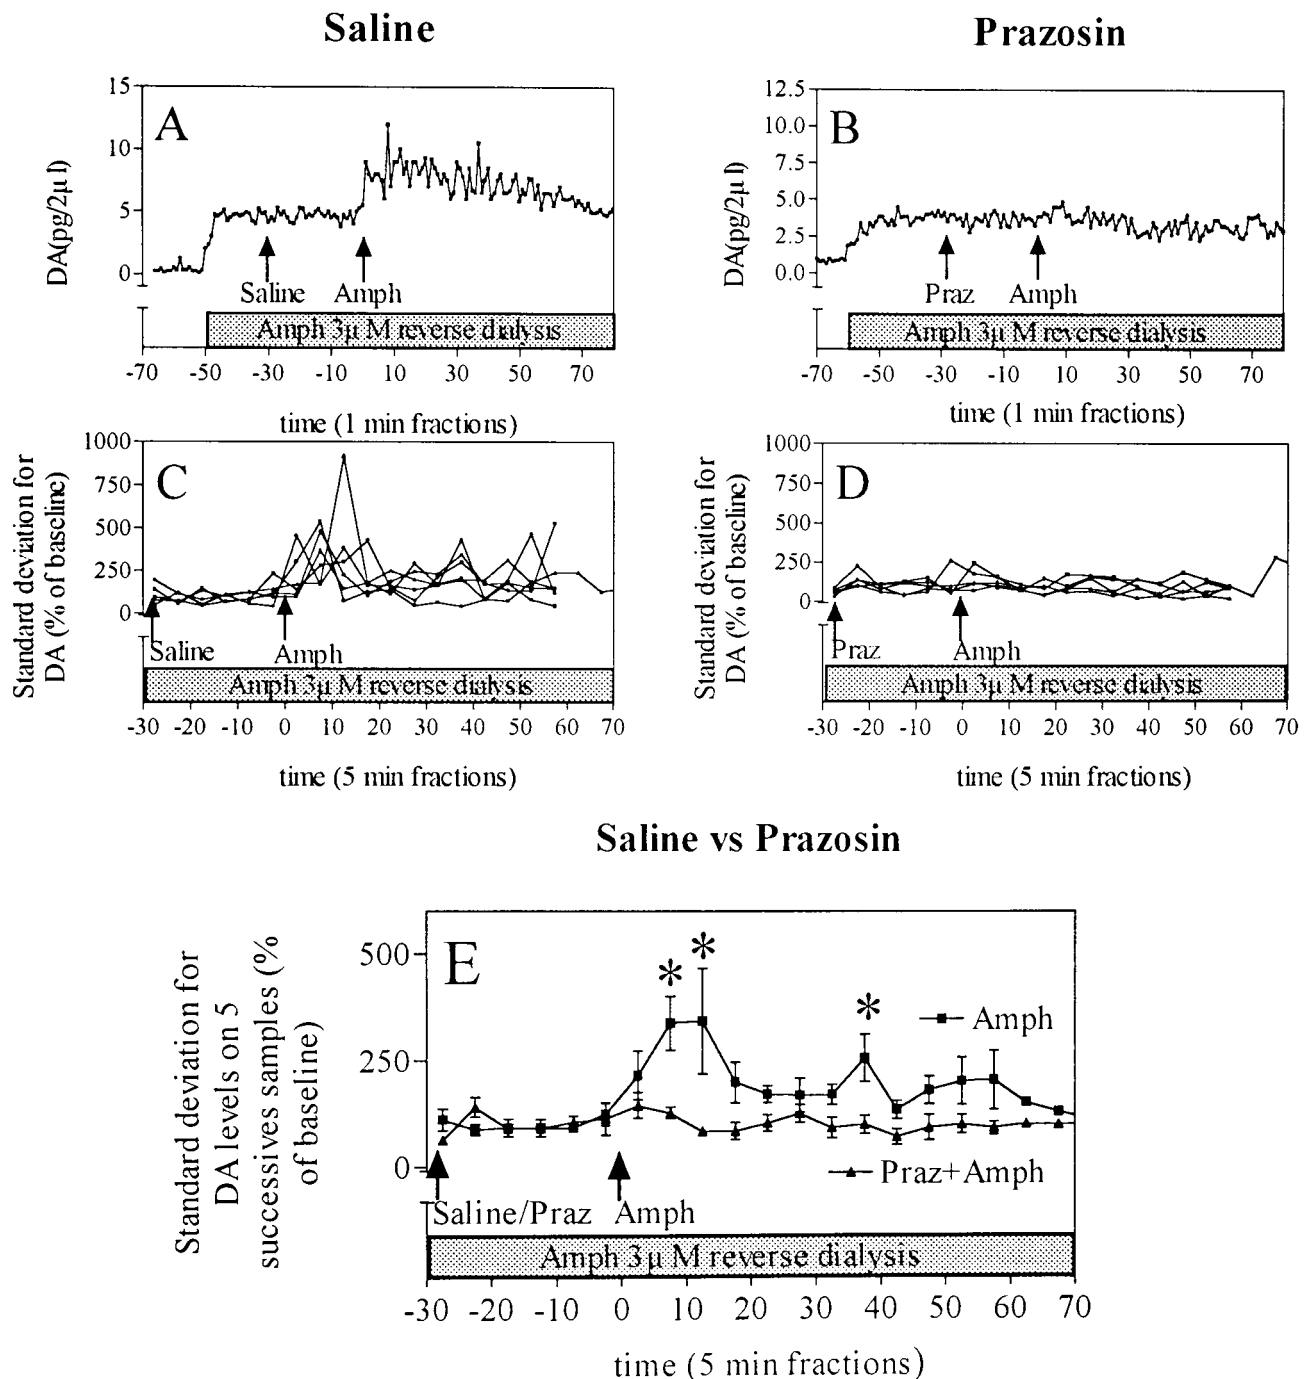 Saline
Prazosin
A
DA(pg/2μ l)
15
10
5
0
Saline
Amph
Amph 3μ M reverse dialysis
-70
-50
-30
-10
10
30
50
70
time (1 min fractions)
B
DA(pg/2μ l)
12.5
10.0
7.5
5.0
2.5
0.0
Praz
Amph
Amph 3μ M reverse dialysis
-70
-50
-30
-10
10
30
50
70
time (1 min fractions)
C
Standard deviation for
DA (% of baseline)
1000
750
500
250
0
Saline
Amph
Amph 3μ M reverse dialysis
-30
-20
-10
0
10
20
30
40
50
60
70
time (5 min fractions)
D
Standard deviation for
DA (% of baseline)
1000
750
500
250
0
Praz
Amph
Amph 3μ M reverse dialysis
-30
-20
-10
0
10
20
30
40
50
60
70
time (5 min fractions)
Saline vs Prazosin
E
Standard deviation for
DA levels on 5
successives samples (%
of baseline)
500
250
0
*
*
*
Amph
Praz+Amph
Saline/Praz
Amph
Amph 3μ M reverse dialysis
-30
-20
-10
0
10
20
30
40
50
60
70
time (5 min fractions)